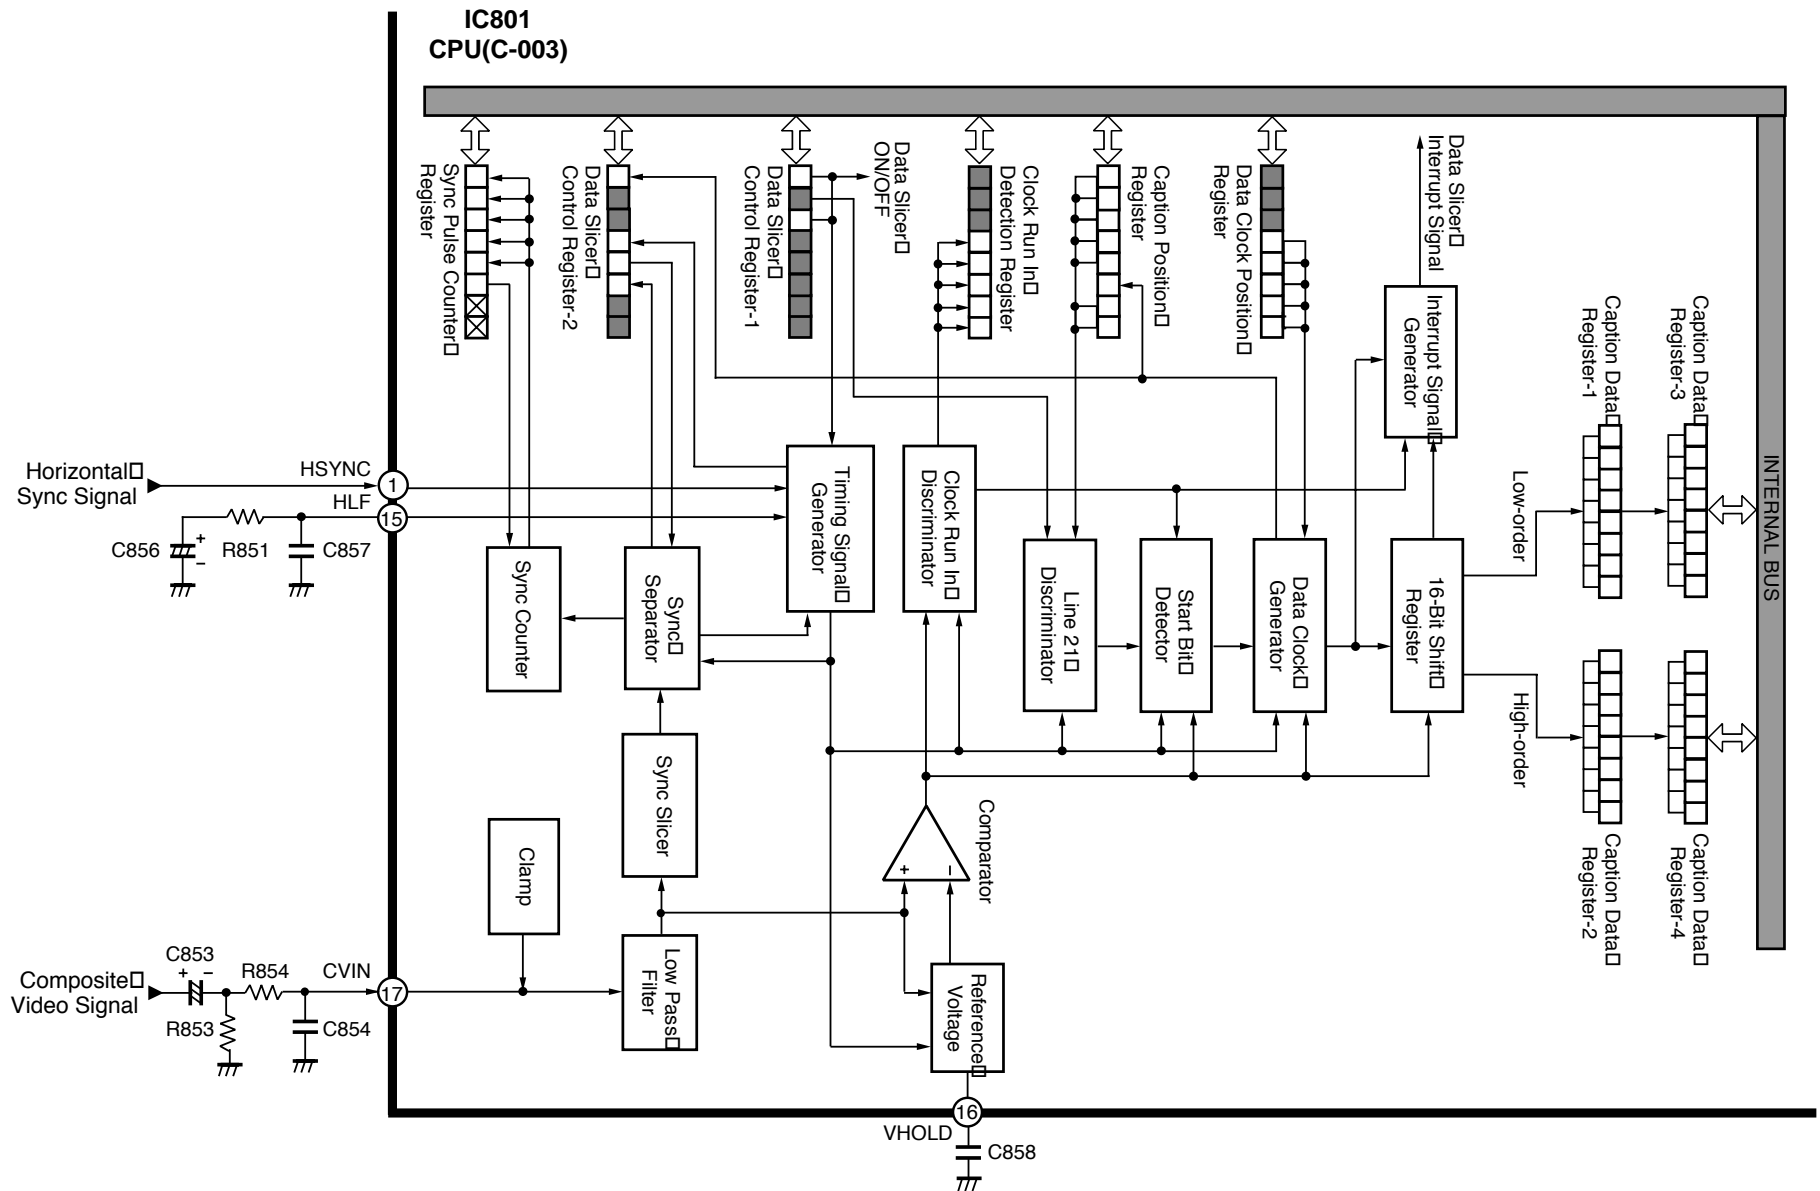 IC801
CPU(C-003)
Sync Pulse Counter□
Register
Data Slicer□
Control Register-2
Data Slicer□
Control Register-1
Data Slicer□
ON/OFF
Clock Run In□
Detection Register
Caption Position□
Register
Data Clock Position□
Register
Data Slicer□
Interrupt Signal
Interrupt Signal□
Generator
Caption Data□
Register-1
Caption Data□
Register-3
INTERNAL BUS
Horizontal□
Sync Signal
HSYNC
1
HLF
15
C856
+
−
R851
C857
Sync Counter
Sync□
Separator
Timing Signal□
Generator
Clock Run In□
Discriminator
Line 21□
Discriminator
Start Bit□
Detector
Data Clock□
Generator
16-Bit Shift□
Register
Low-order
High-order
Sync Slicer
Clamp
Low Pass□
Filter
Comparator
+
−
Reference□
Voltage
Caption Data□
Register-2
Caption Data□
Register-4
Composite□
Video Signal
C853
+ −
R854
R853
C854
CVIN
17
16
VHOLD
C858